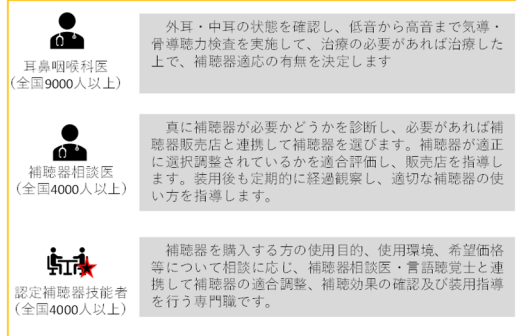 外耳・中耳の状態を確認し、低音から高音まで気導・
骨導聴力検査を実施して、治療の必要があれば治療した
上で、補聴器適応の有無を決定します
耳鼻咽喉科医
(全国9000人以上)
真に補聴器が必要かどうかを診断し、必要があれば補
聴器販売店と連携して補聴器を選びます。補聴器が適正
に選択調整されているかを適合評価し、販売店を指導し
ます。装用後も定期的に経過観察し、適切な補聴器の使
い方を指導します。
補聴器相談医
(全国4000人以上)
補聴器を購入する方の使用目的、使用環境、希望価格
等について相談に応じ、補聴器相談医・言語聴覚士と連
携して補聴器の適合調整、補聴効果の確認及び装用指導
を行う専門職です。
認定補聴器技能者
(全国4000人以上)